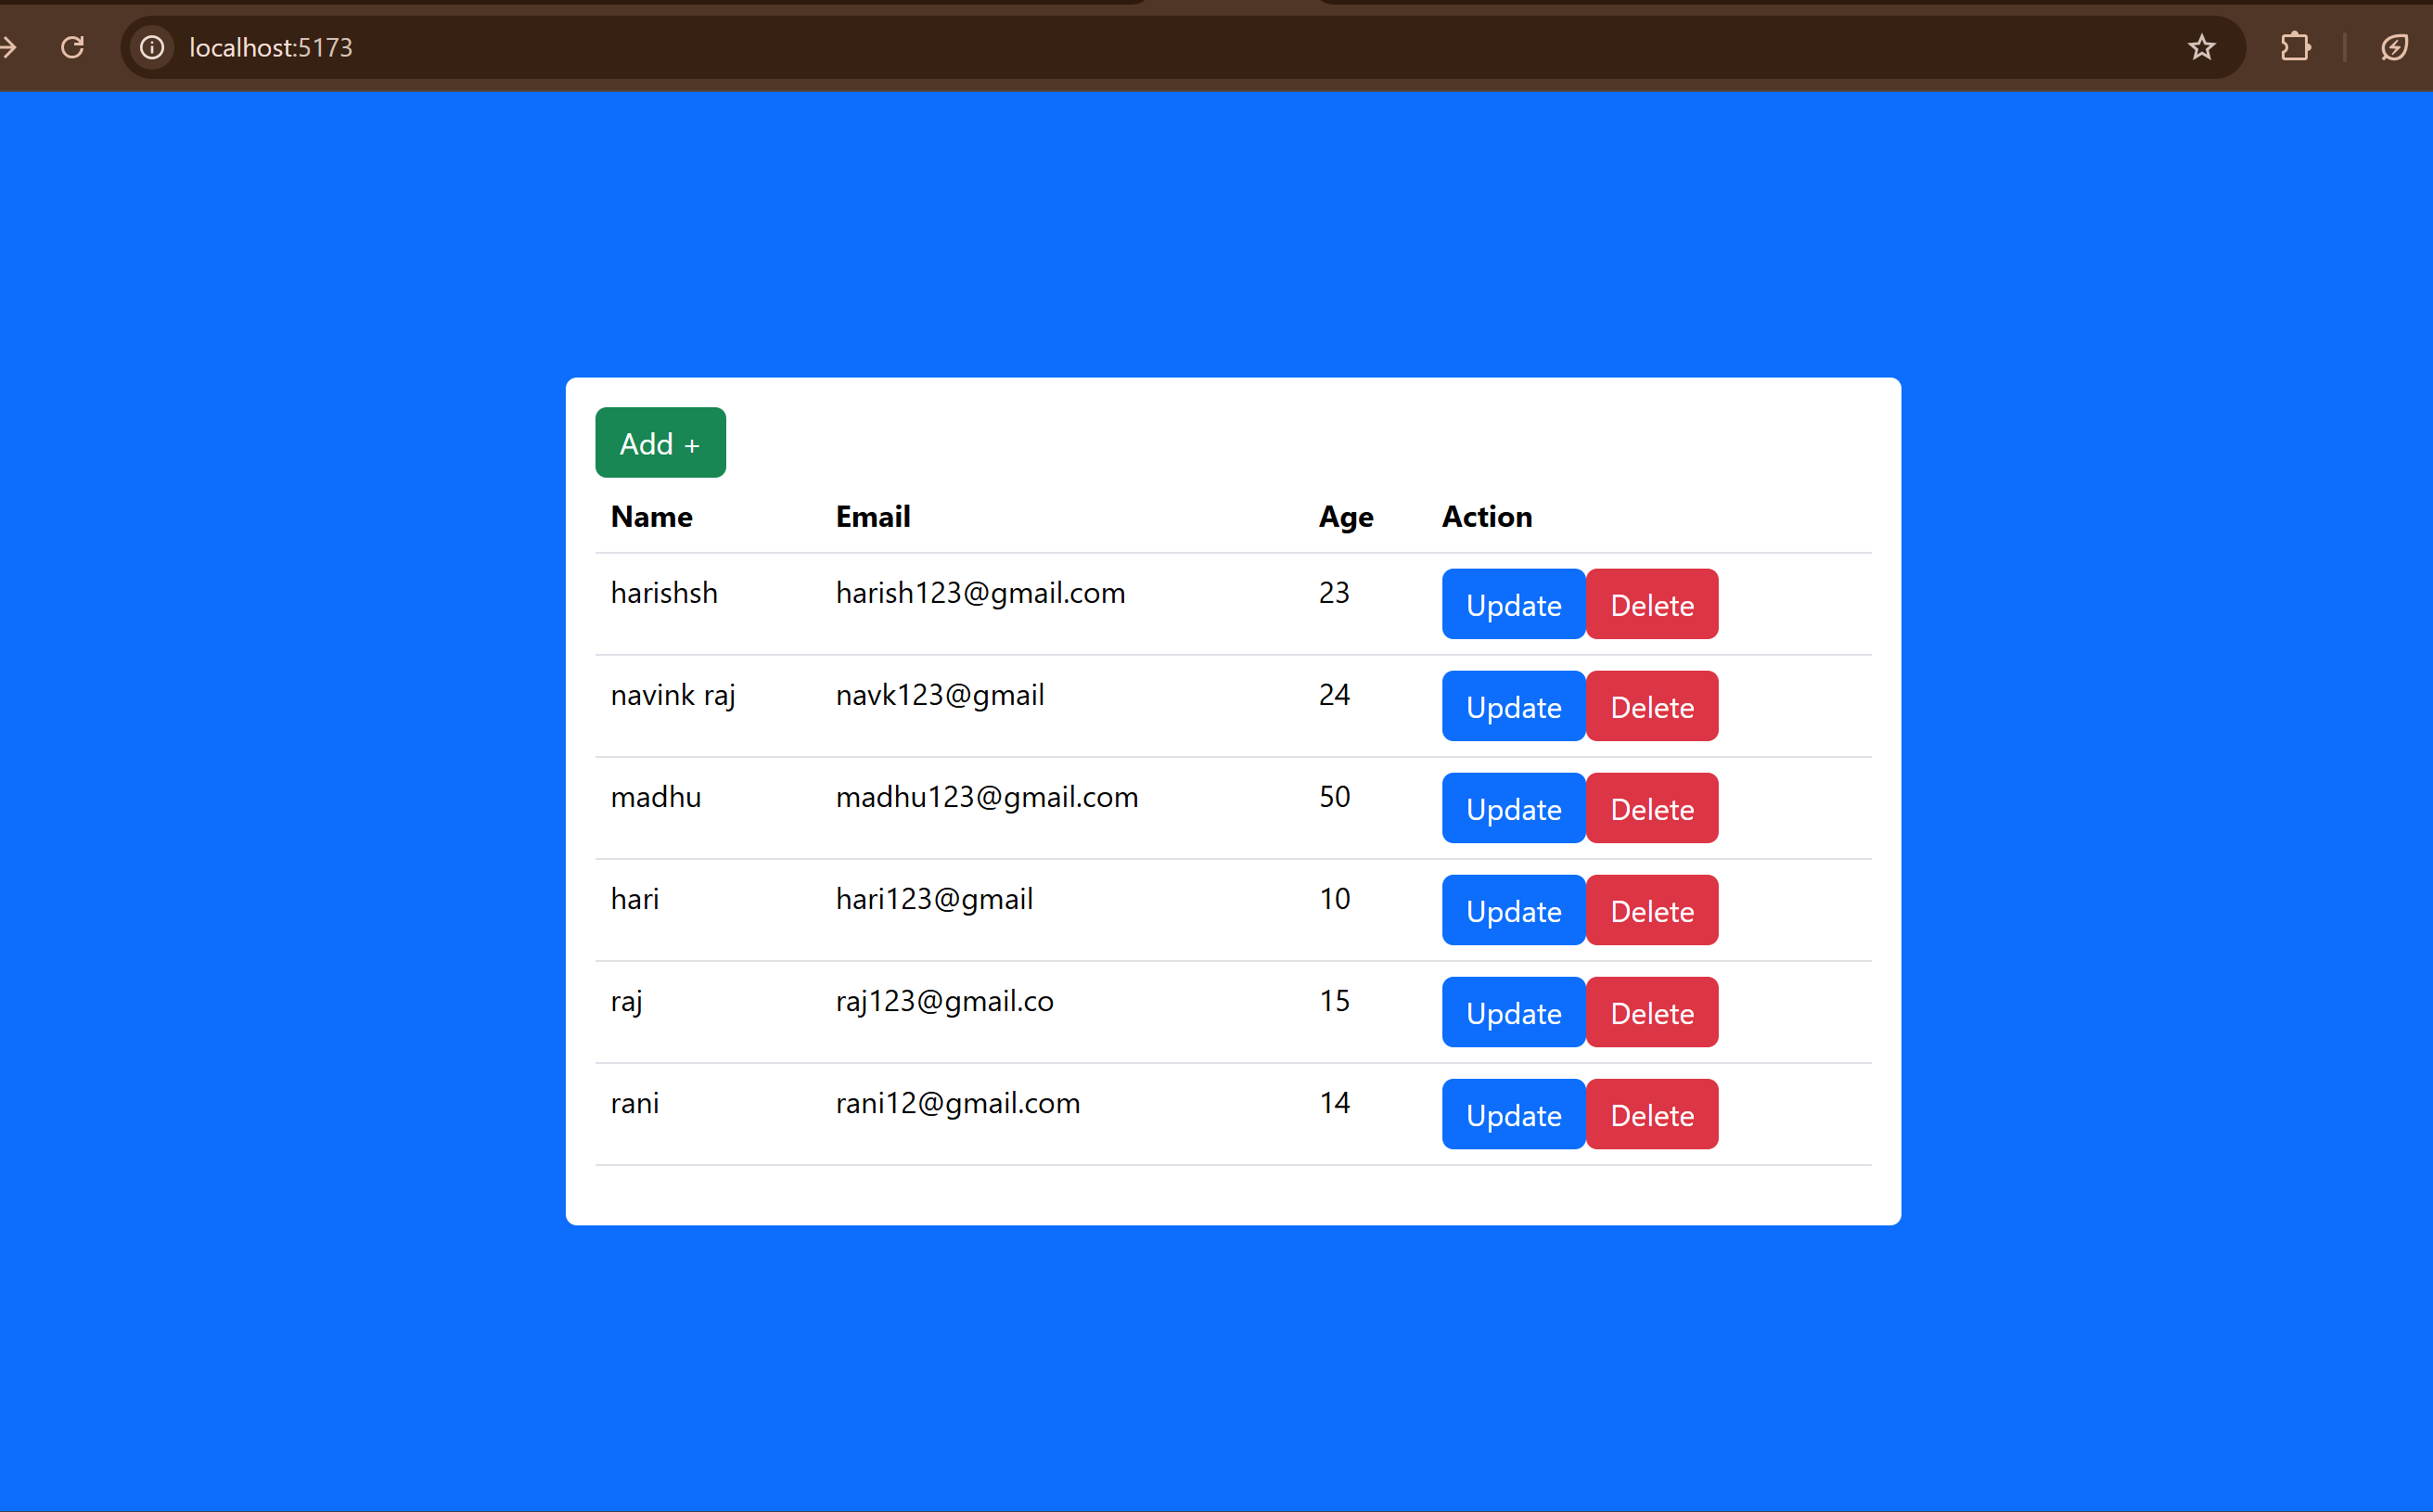 localhost:5173
Add +
Name Email Age Action
harishsh harish123@gmail.com 23 Update Delete
navink raj navk123@gmail 24 Update Delete
madhu madhu123@gmail.com 50 Update Delete
hari hari123@gmail 10 Update Delete
raj raj123@gmail.co 15 Update Delete
rani rani12@gmail.com 14 Update Delete